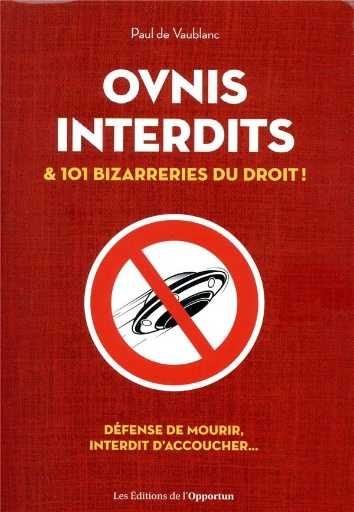 Paul de Vaublanc
OVNIS
INTERDITS
& 101 BIZARRERIES DU DROIT !
DÉFENSE DE MOURIR,
INTERDIT D'ACCOUCHER...
Les Éditions de l'Opportun